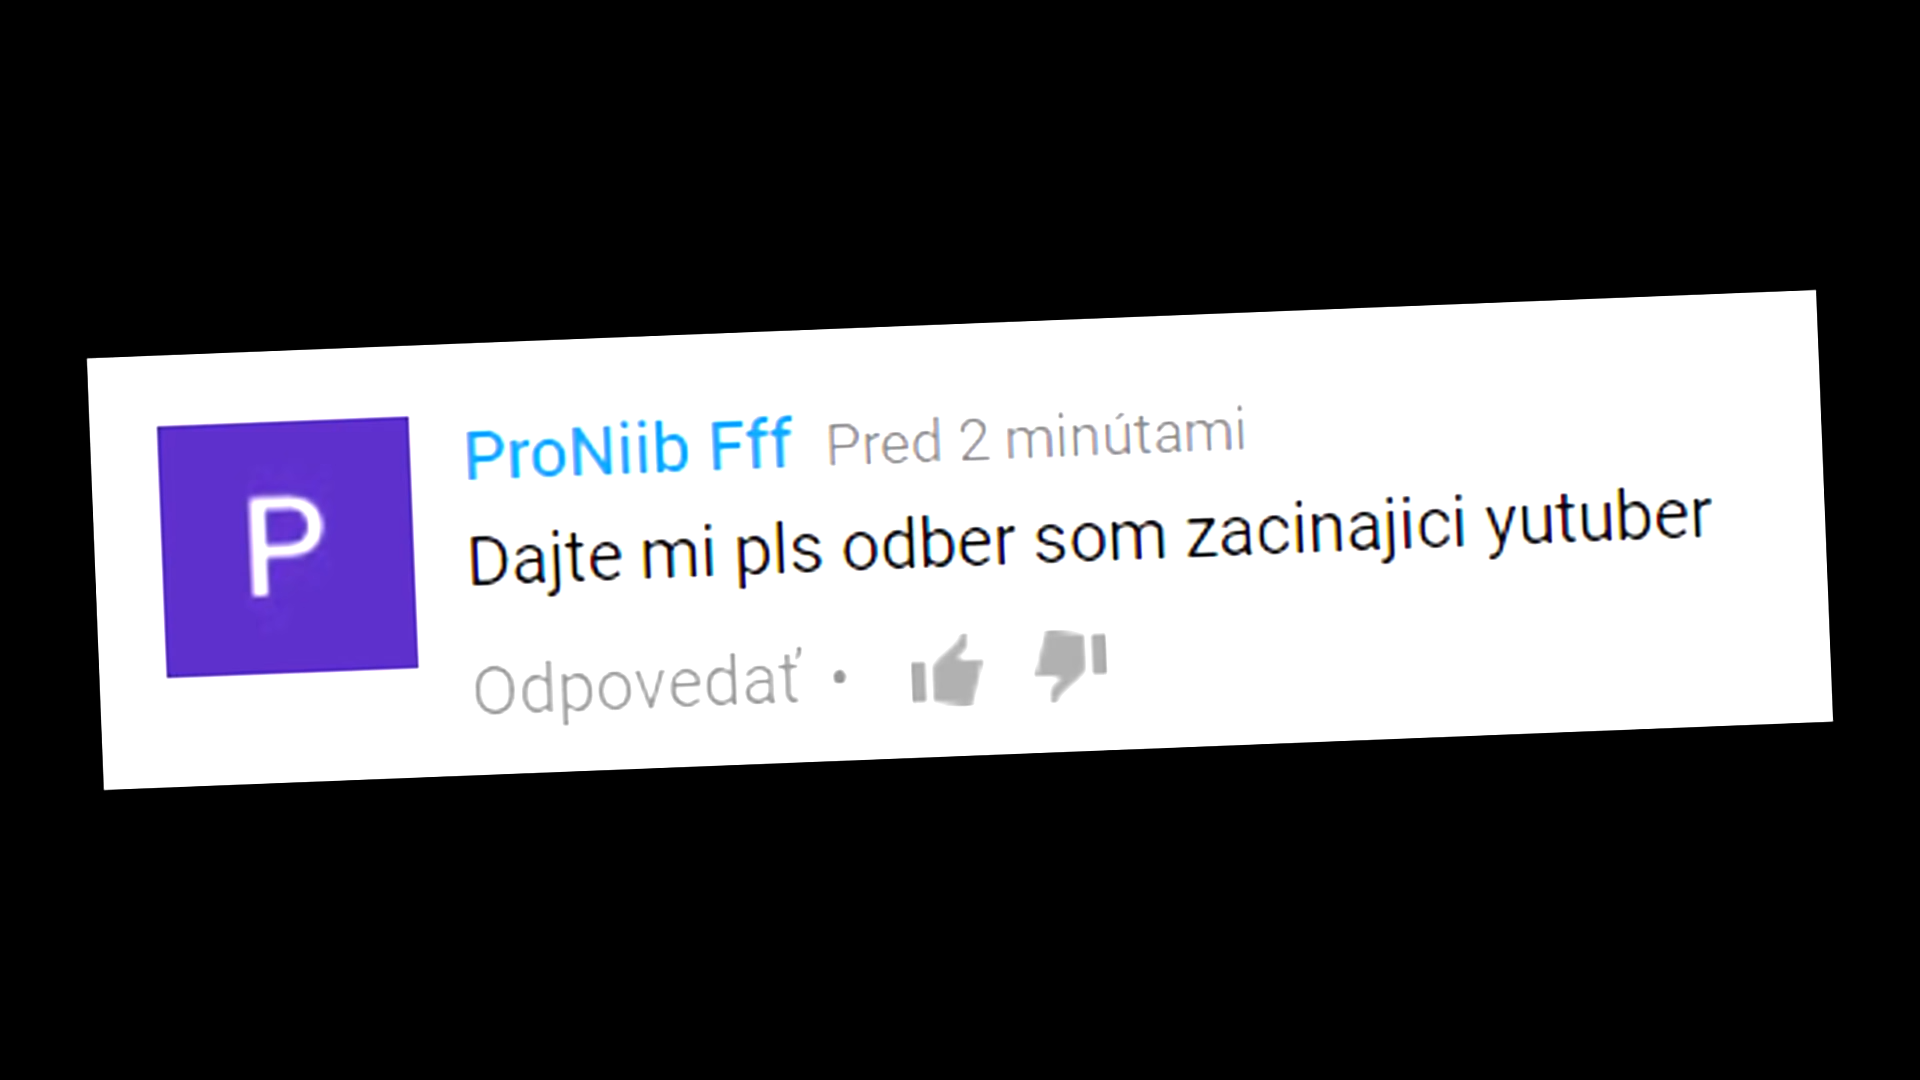 P
ProNiib Fff Pred 2 minútami
Dajte mi pls odber som zacinajici yutuber
Odpovedať •